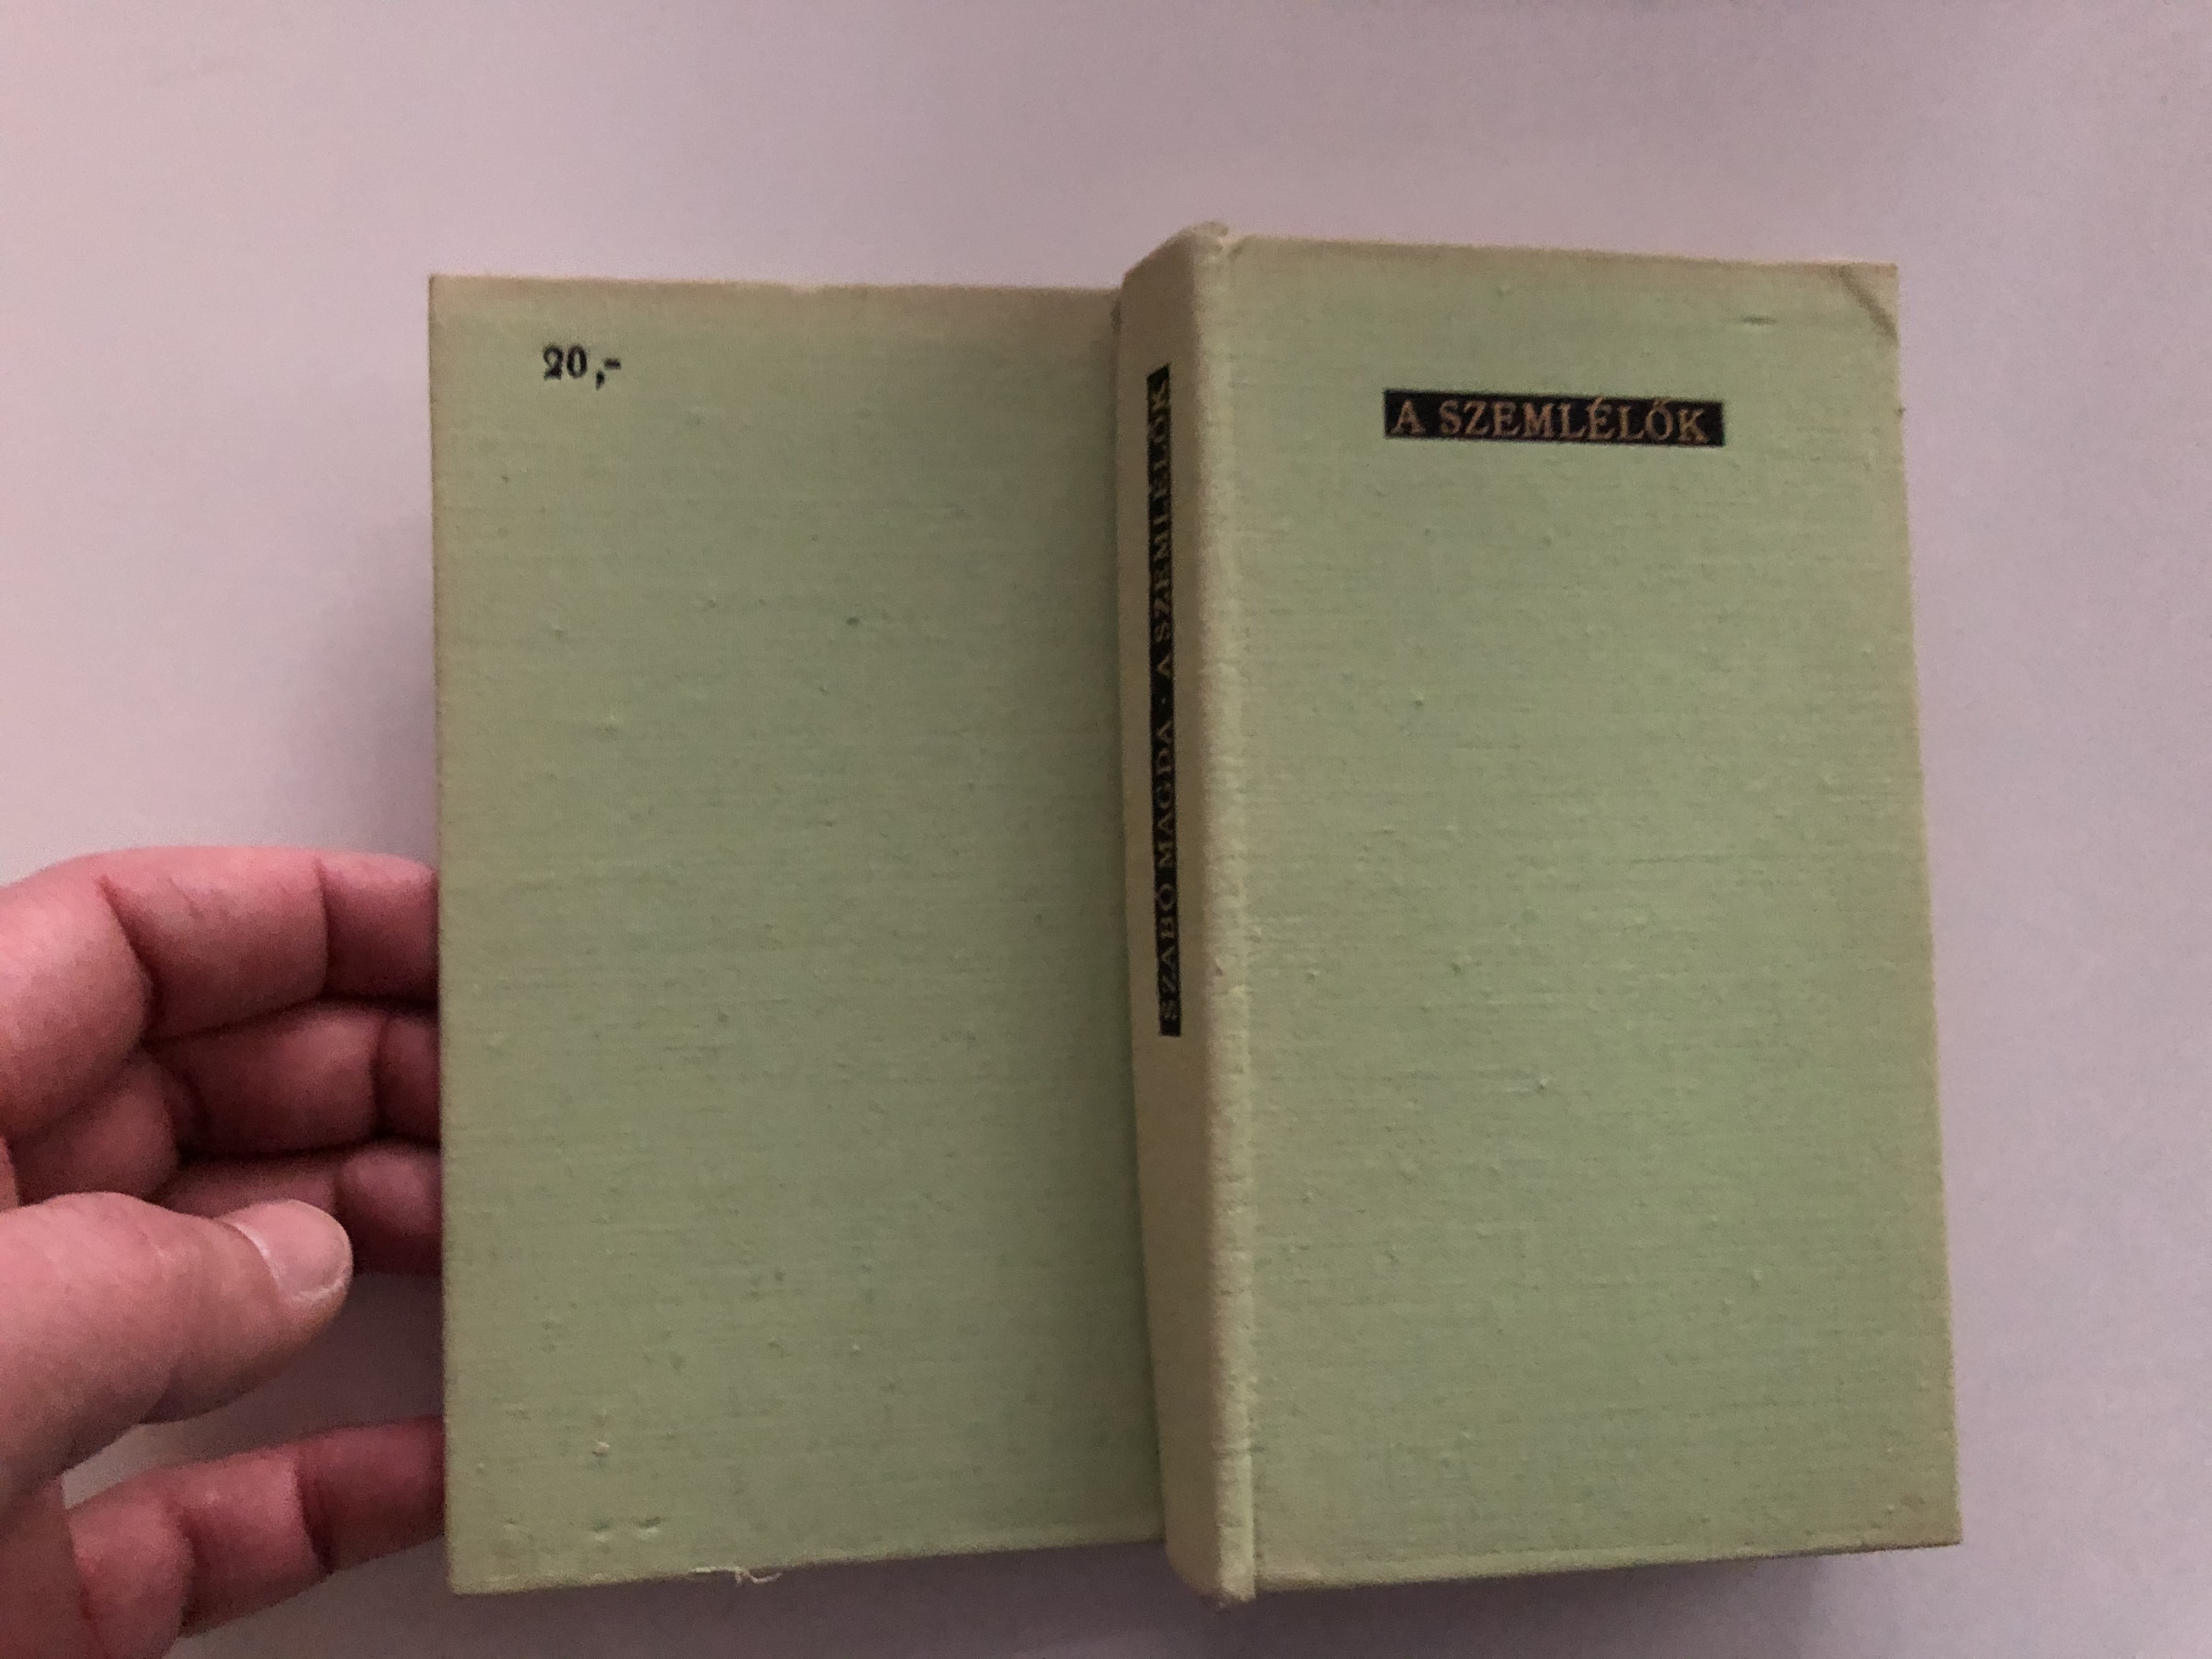 20,-
SZABÓ MAGDA · A SZEMLÉLŐK
A SZEMLÉLŐK